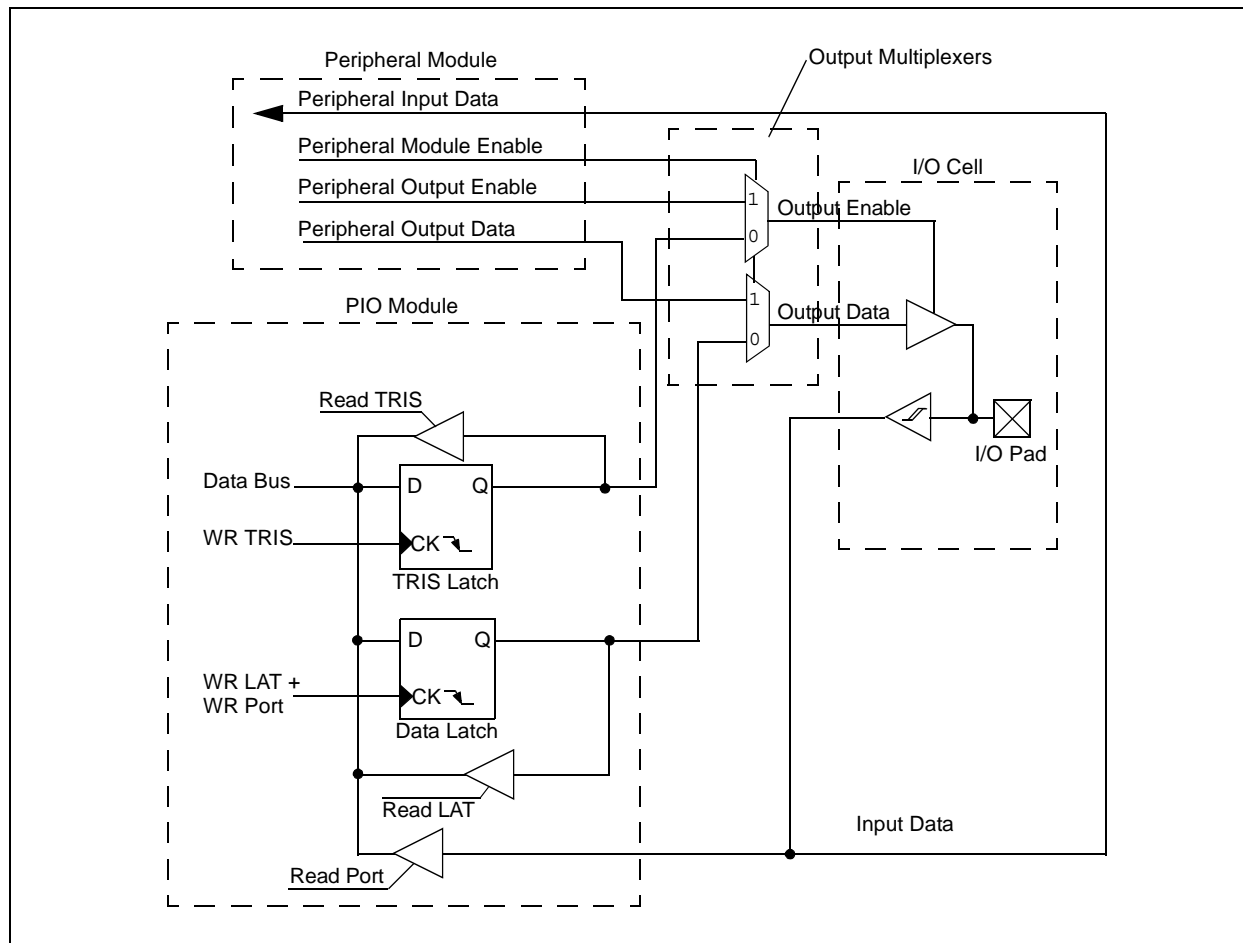 Peripheral Module
Output Multiplexers
Peripheral Input Data
Peripheral Module Enable
Peripheral Output Enable
Peripheral Output Data
1
0
Output Enable
I/O Cell
1
0
Output Data
I/O Pad
PIO Module
Read TRIS
Data Bus
D
Q
WR TRIS
CK
TRIS Latch
D
Q
WR LAT +
WR Port
CK
Data Latch
Read LAT
Read Port
Input Data